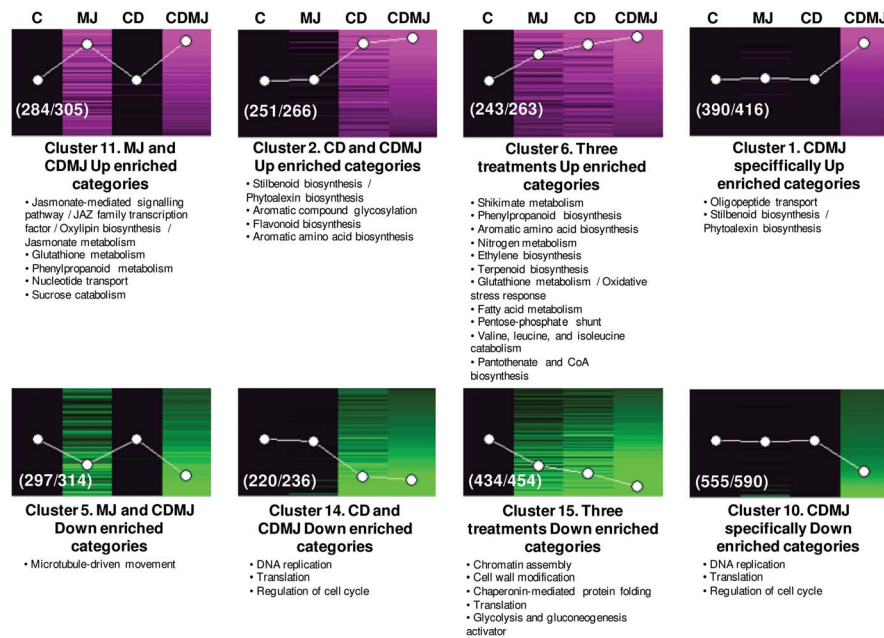 C MJ CD CDMJ
(284/305)
Cluster 11. MJ and
CDMJ Up enriched
categories
• Jasmonate-mediated signalling
pathway / JAZ family transcription
factor / Oxylipin biosynthesis /
Jasmonate metabolism
• Glutathione metabolism
• Phenylpropanoid metabolism
• Nucleotide transport
• Sucrose catabolism
C MJ CD CDMJ
(251/266)
Cluster 2. CD and CDMJ
Up enriched categories
• Stilbenoid biosynthesis /
Phytoalexin biosynthesis
• Aromatic compound glycosylation
• Flavonoid biosynthesis
• Aromatic amino acid biosynthesis
C MJ CD CDMJ
(243/263)
Cluster 6. Three
treatments Up enriched
categories
• Shikimate metabolism
• Phenylpropanoid biosynthesis
• Aromatic amino acid biosynthesis
• Nitrogen metabolism
• Ethylene biosynthesis
• Terpenoid biosynthesis
• Glutathione metabolism / Oxidative
stress response
• Fatty acid metabolism
• Pentose-phosphate shunt
• Valine, leucine, and isoleucine
catabolism
• Pantothenate and CoA
biosynthesis
C MJ CD CDMJ
(390/416)
Cluster 1. CDMJ
speciffically Up
enriched categories
• Oligopeptide transport
• Stilbenoid biosynthesis /
Phytoalexin biosynthesis
(297/314)
Cluster 5. MJ and CDMJ
Down enriched
categories
• Microtubule-driven movement
(220/236)
Cluster 14. CD and
CDMJ Down enriched
categories
• DNA replication
• Translation
• Regulation of cell cycle
(434/454)
Cluster 15. Three
treatments Down enriched
categories
• Chromatin assembly
• Cell wall modification
• Chaperonin-mediated protein folding
• Translation
• Glycolysis and gluconeogenesis
activator
(555/590)
Cluster 10. CDMJ
specifically Down
enriched categories
• DNA replication
• Translation
• Regulation of cell cycle